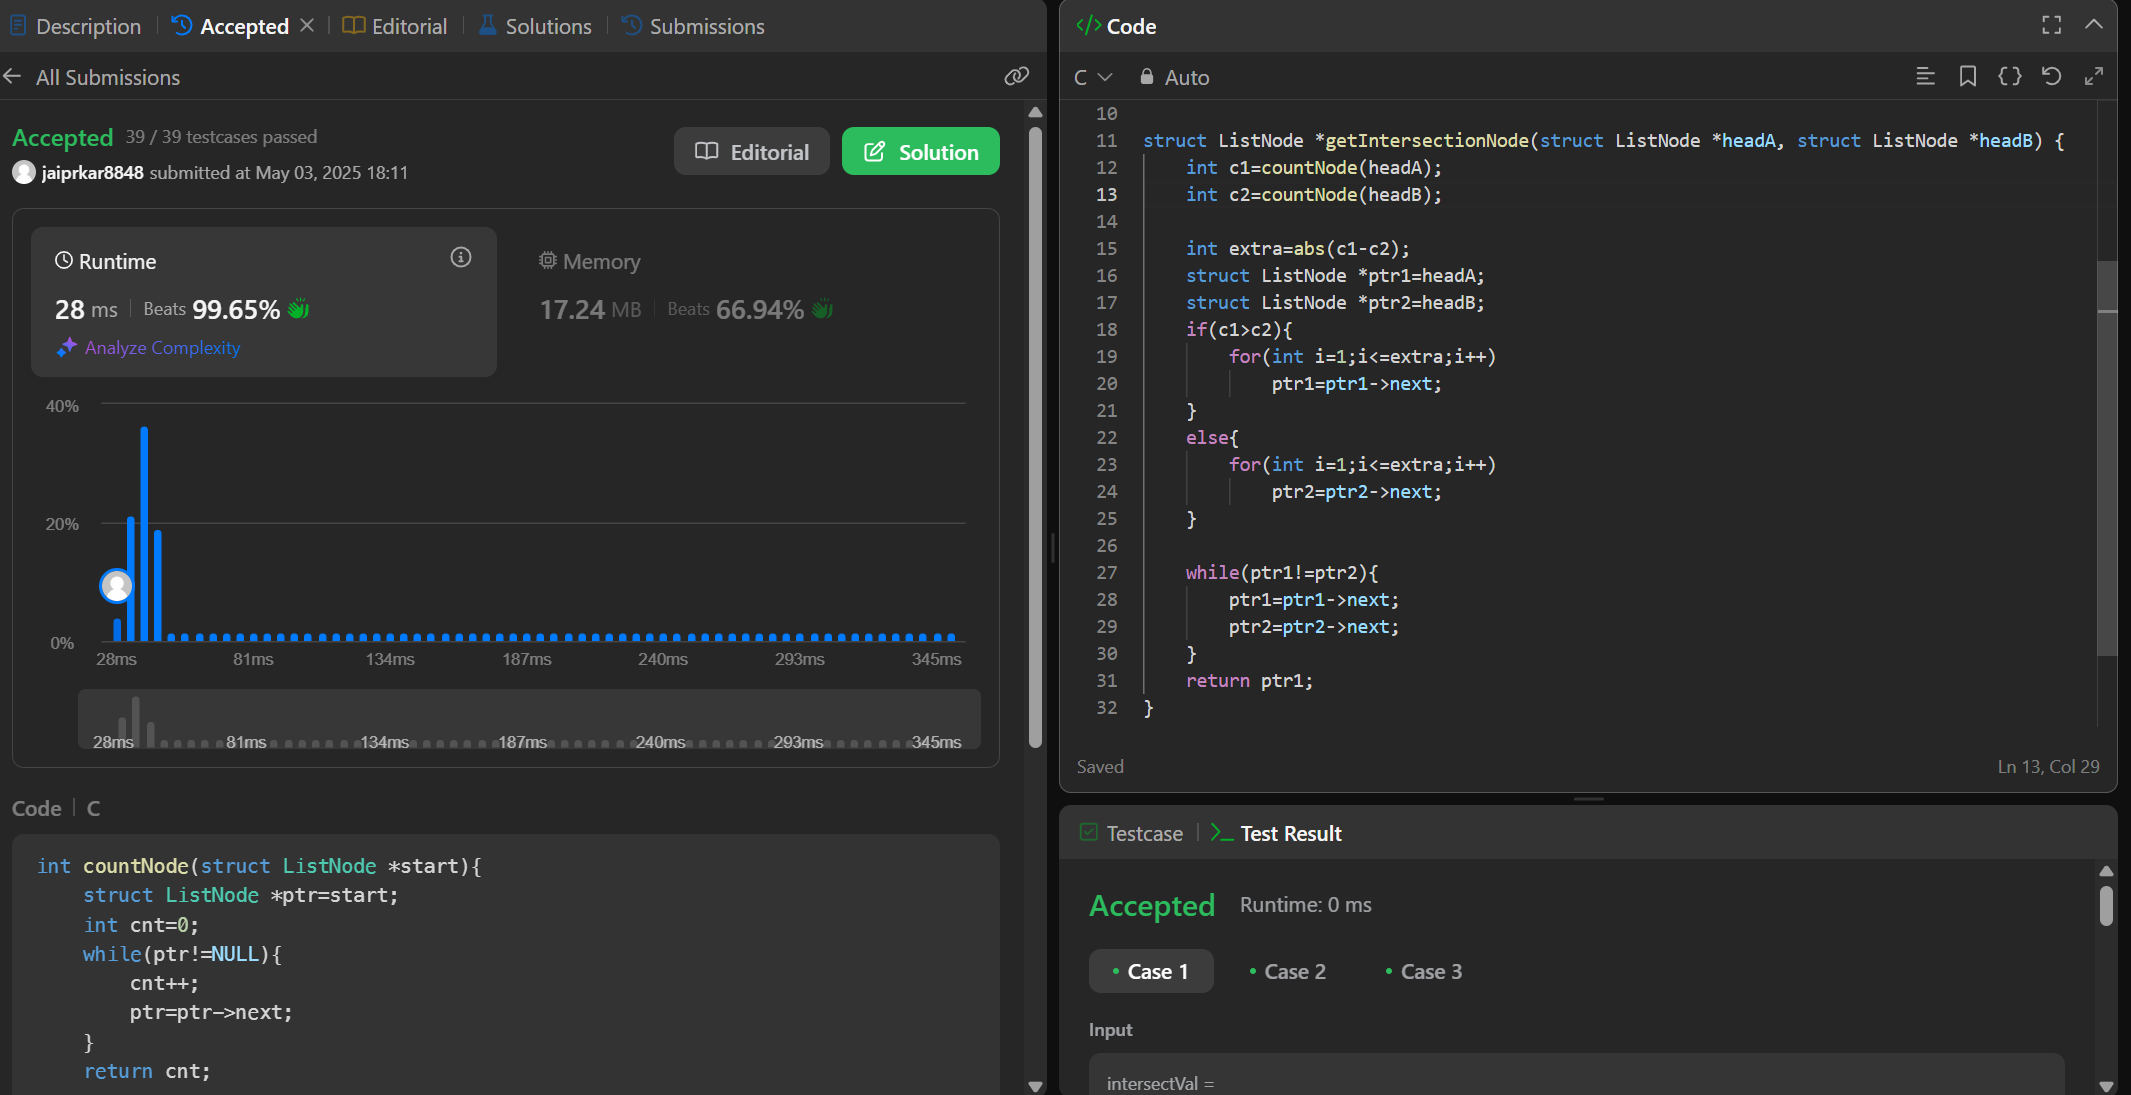 Description | Accepted | Editorial | Solutions | Submissions
All Submissions
Accepted 39 / 39 testcases passed
jaiprkar8848 submitted at May 03, 2025 18:11
Editorial
Solution
Runtime
28 ms | Beats 99.65%
Analyze Complexity
Memory
17.24 MB | Beats 66.94%
40%
20%
0%
28ms 81ms 134ms 187ms 240ms 293ms 345ms
28ms 81ms 134ms 187ms 240ms 293ms 345ms
Code | C
int countNode(struct ListNode *start){
    struct ListNode *ptr=start;
    int cnt=0;
    while(ptr!=NULL){
        cnt++;
        ptr=ptr->next;
    }
    return cnt;
</> Code
C Auto
10
11 struct ListNode *getIntersectionNode(struct ListNode *headA, struct ListNode *headB) {
12     int c1=countNode(headA);
13     int c2=countNode(headB);
14
15     int extra=abs(c1-c2);
16     struct ListNode *ptr1=headA;
17     struct ListNode *ptr2=headB;
18     if(c1>c2){
19         for(int i=1;i<=extra;i++)
20             ptr1=ptr1->next;
21     }
22     else{
23         for(int i=1;i<=extra;i++)
24             ptr2=ptr2->next;
25     }
26
27     while(ptr1!=ptr2){
28         ptr1=ptr1->next;
29         ptr2=ptr2->next;
30     }
31     return ptr1;
32 }
Saved
Ln 13, Col 29
Testcase | >_ Test Result
Accepted Runtime: 0 ms
• Case 1 • Case 2 • Case 3
Input
intersectVal =